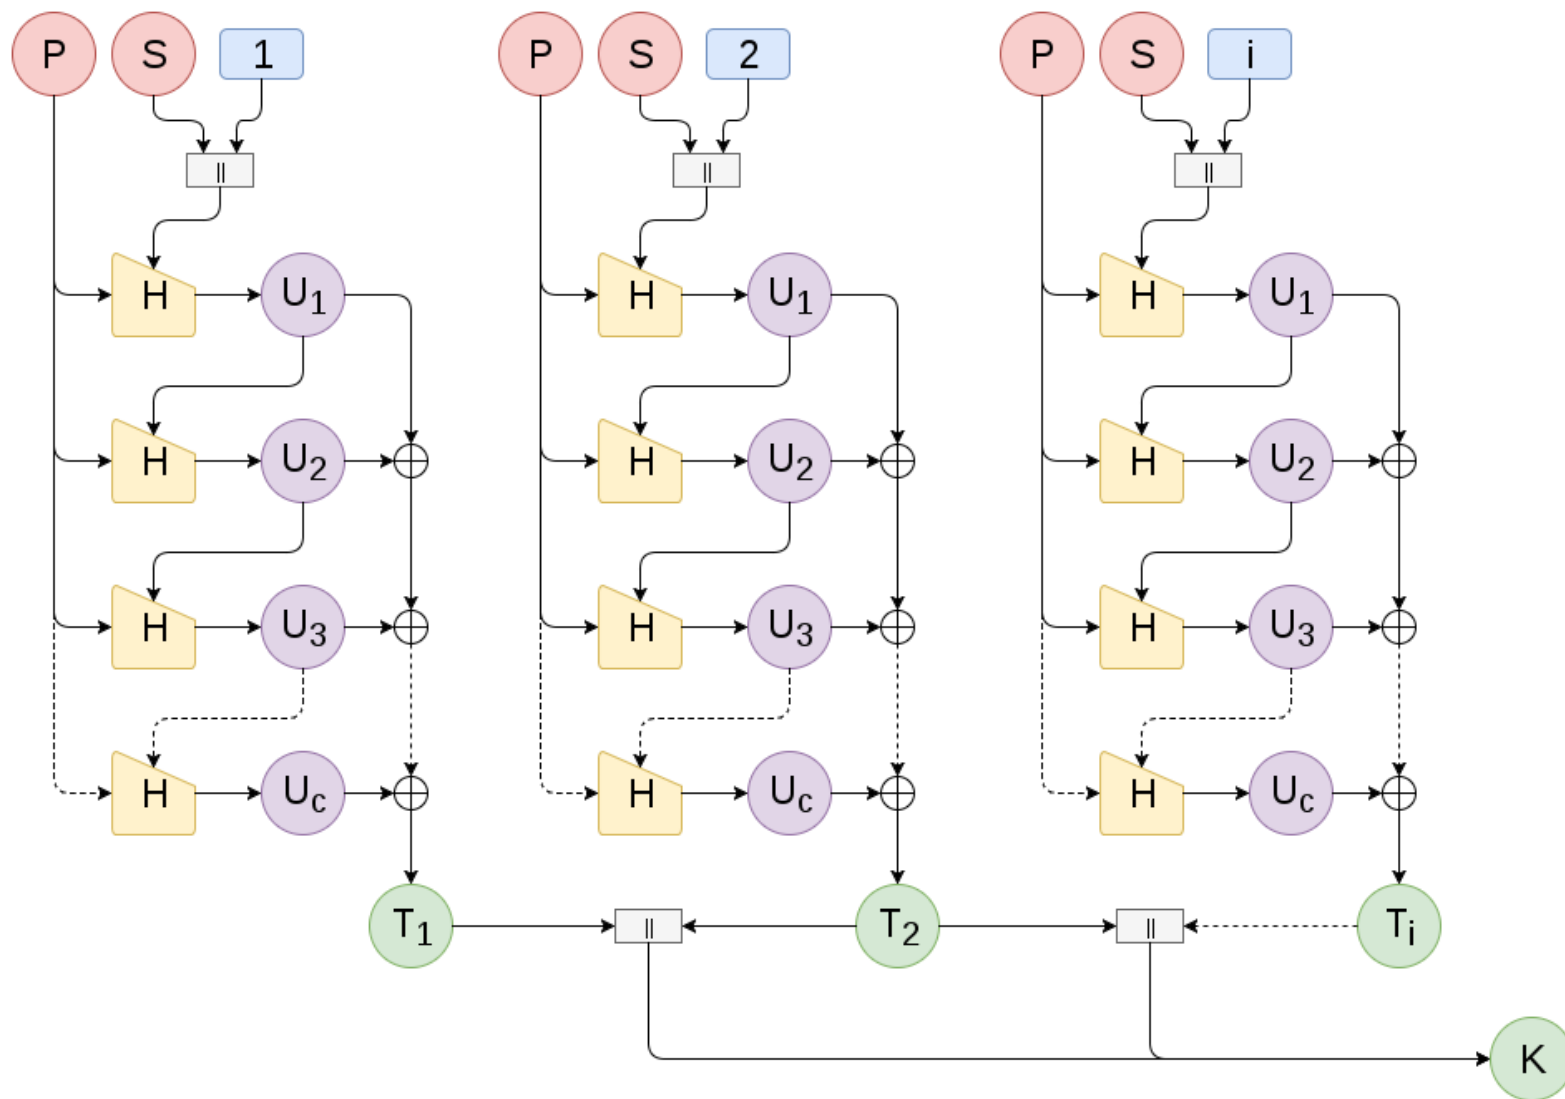 P S 1 P S 2 P S i
|| || ||
H U1 H U1 H U1
H U2 H U2 H U2
H U3 H U3 H U3
H Uc H Uc H Uc
T1 || T2 || Ti
K